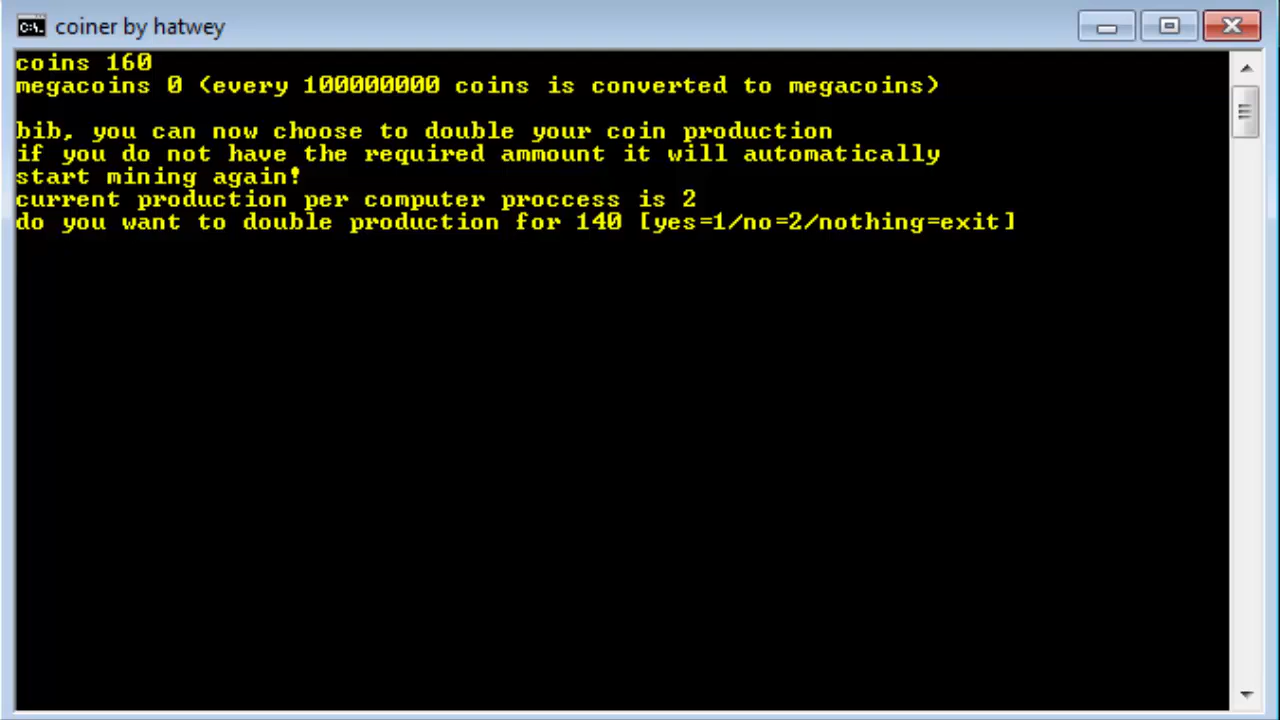 coiner by hatwey
coins 160
megacoins 0 (every 100000000 coins is converted to megacoins)
bib, you can now choose to double your coin production
if you do not have the required ammount it will automatically
start mining again!
current production per computer proccess is 2
do you want to double production for 140 [yes=1/no=2/nothing=exit]